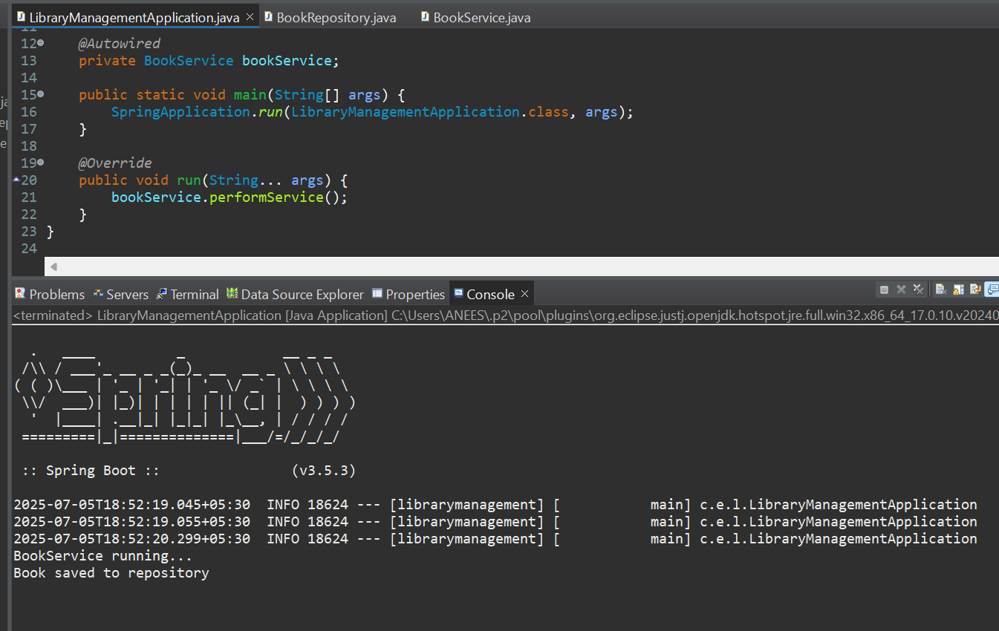 LibraryManagementApplication.java BookRepository.java BookService.java
11
12 @Autowired
13 private BookService bookService;
14
15 public static void main(String[] args) {
16 SpringApplication.run(LibraryManagementApplication.class, args);
17 }
18
19 @Override
20 public void run(String... args) {
21 bookService.performService();
22 }
23 }
24
Problems Servers Terminal Data Source Explorer Properties Console
<terminated> LibraryManagementApplication [Java Application] C:\Users\ANEES\.p2\pool\plugins\org.eclipse.justj.openjdk.hotspot.jre.full.win32.x86_64_17.0.10.v20240
  .   ____          _            __ _ _
 /\\ / ___'_ __ _ _(_)_ __  __ _ \ \ \ \
( ( )\___ | '_ | '_| | '_ \/ _` | \ \ \ \
 \\/  ___)| |_)| | | | | || (_| |  ) ) ) )
  '  |____| .__|_| |_|_| |_\__, | / / / /
 =========|_|==============|___/=/_/_/_/
:: Spring Boot :: (v3.5.3)
2025-07-05T18:52:19.045+05:30 INFO 18624 --- [librarymanagement] [ main] c.e.l.LibraryManagementApplication
2025-07-05T18:52:19.055+05:30 INFO 18624 --- [librarymanagement] [ main] c.e.l.LibraryManagementApplication
2025-07-05T18:52:20.299+05:30 INFO 18624 --- [librarymanagement] [ main] c.e.l.LibraryManagementApplication
BookService running...
Book saved to repository